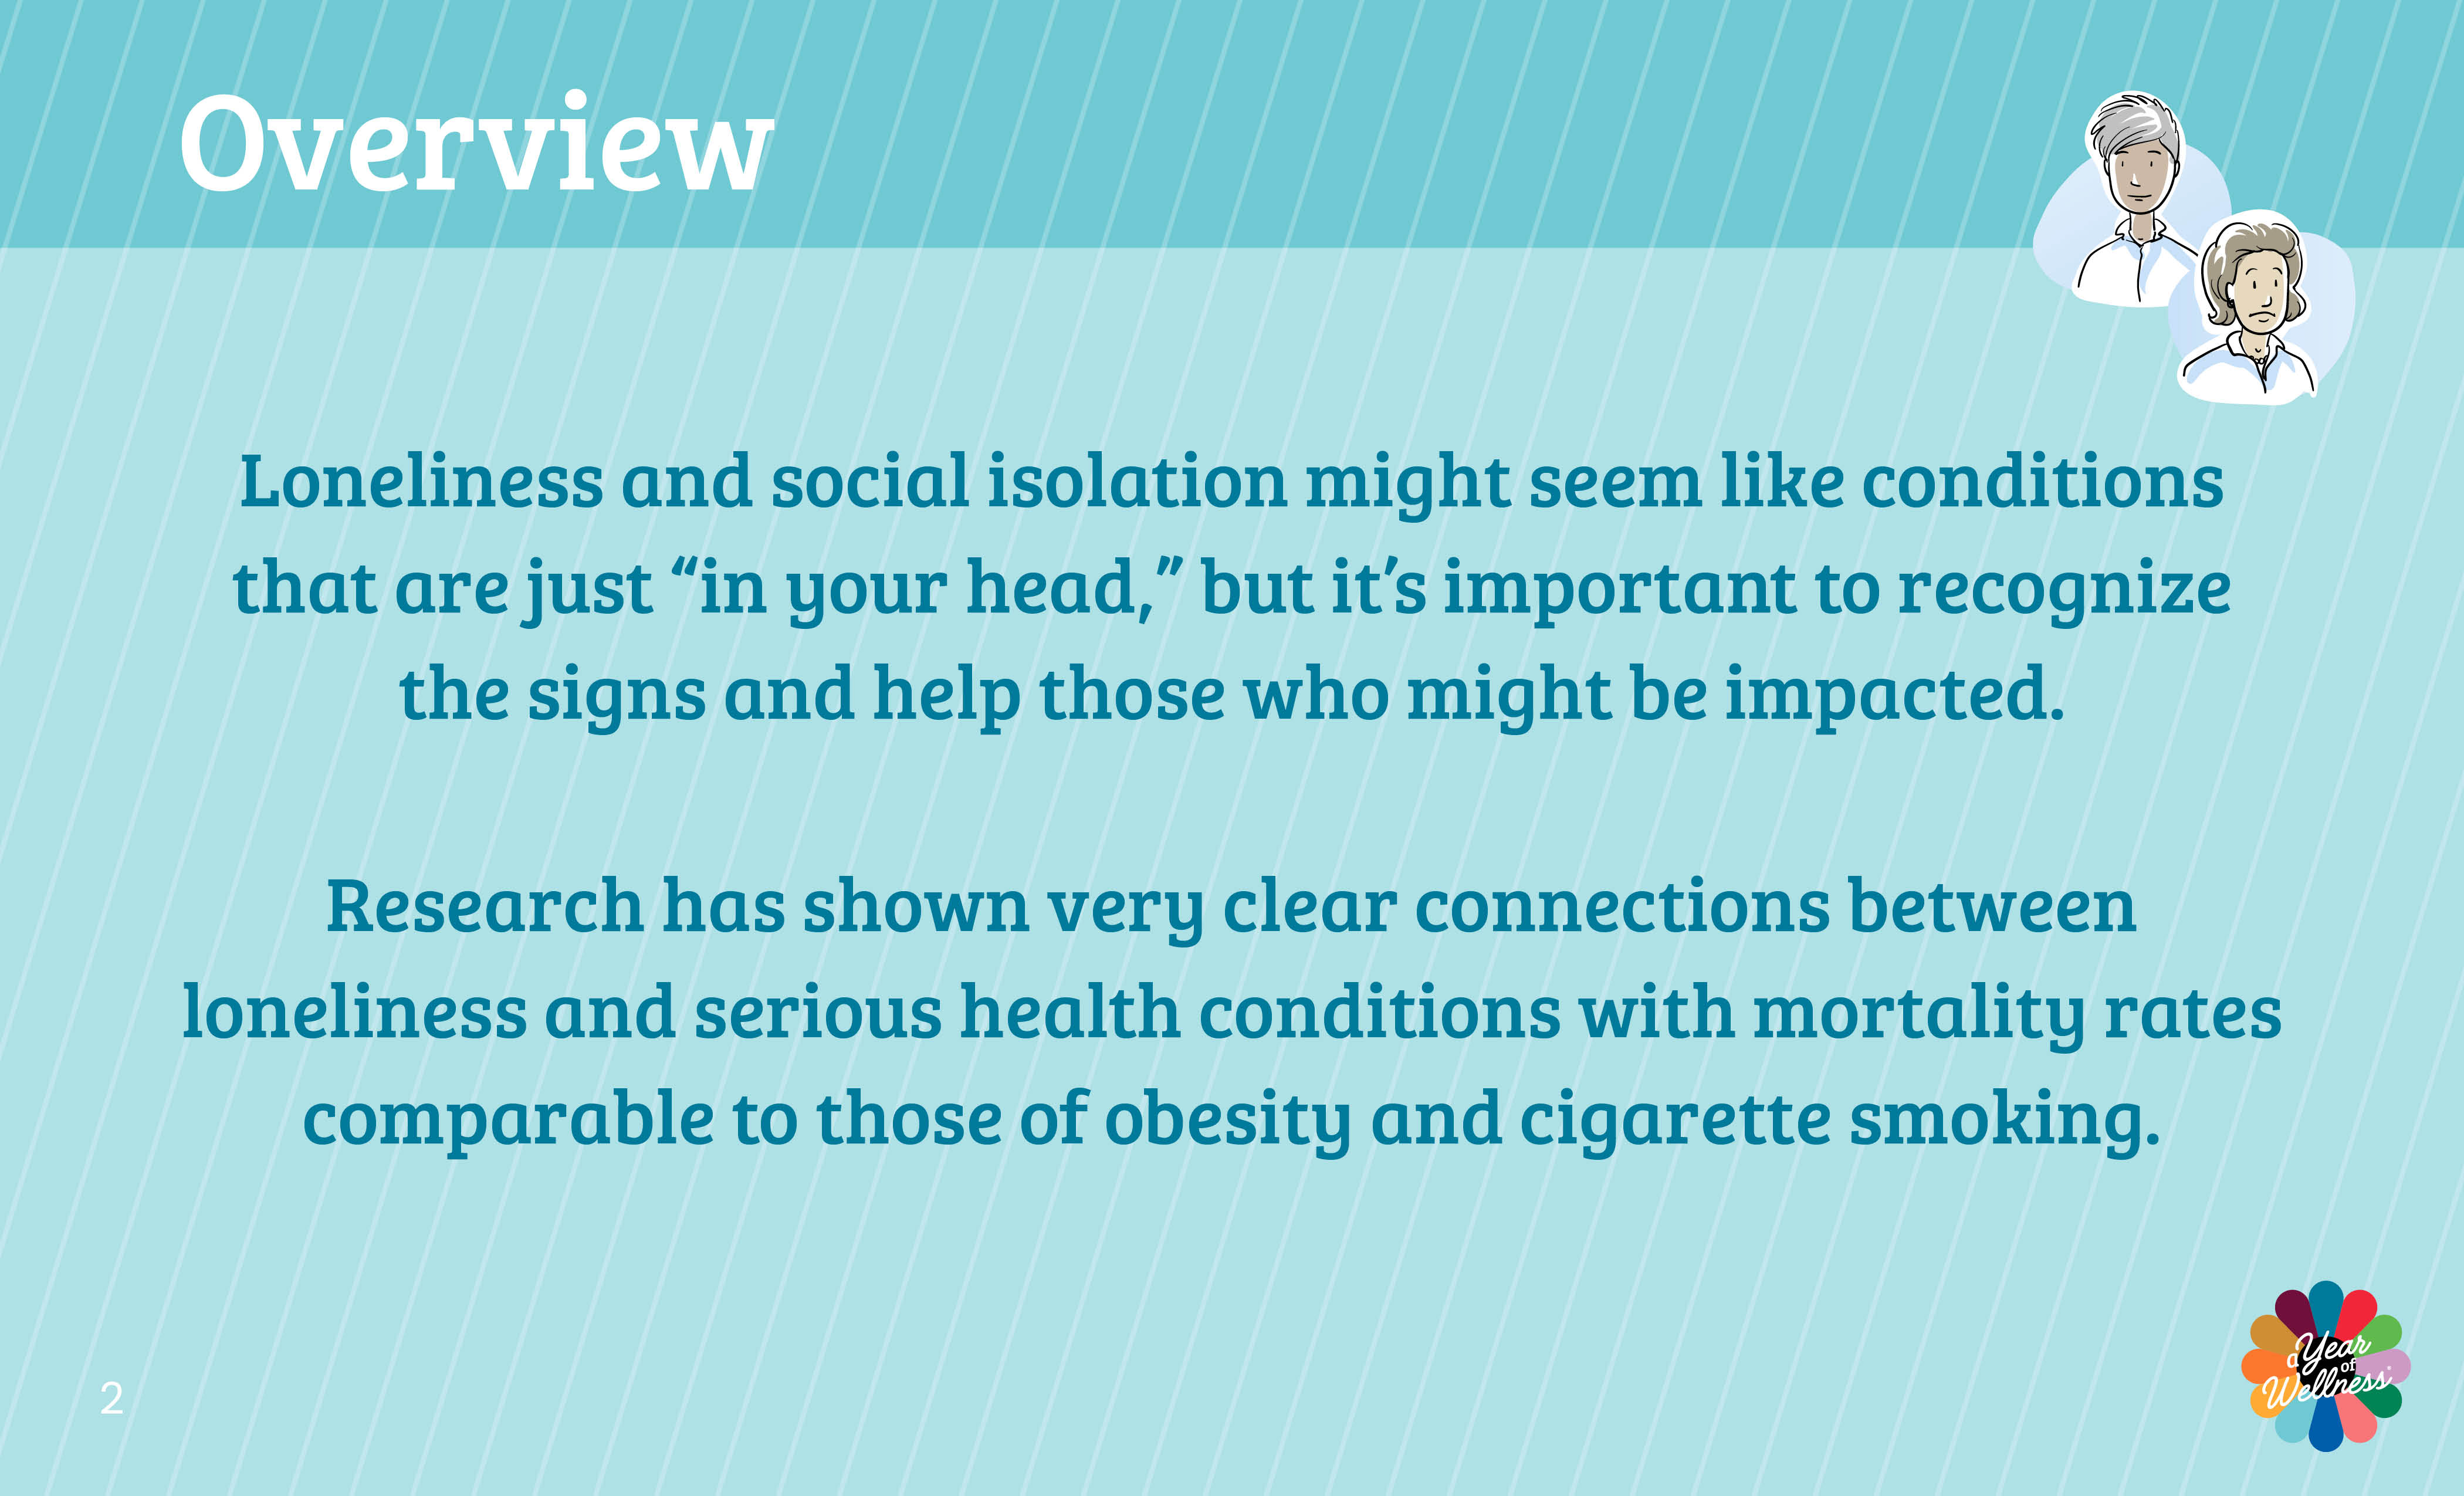 Overview
Loneliness and social isolation might seem like conditions
that are just “in your head,” but it’s important to recognize
the signs and help those who might be impacted.
Research has shown very clear connections between
loneliness and serious health conditions with mortality rates
comparable to those of obesity and cigarette smoking.
2
a Year
of
Wellness